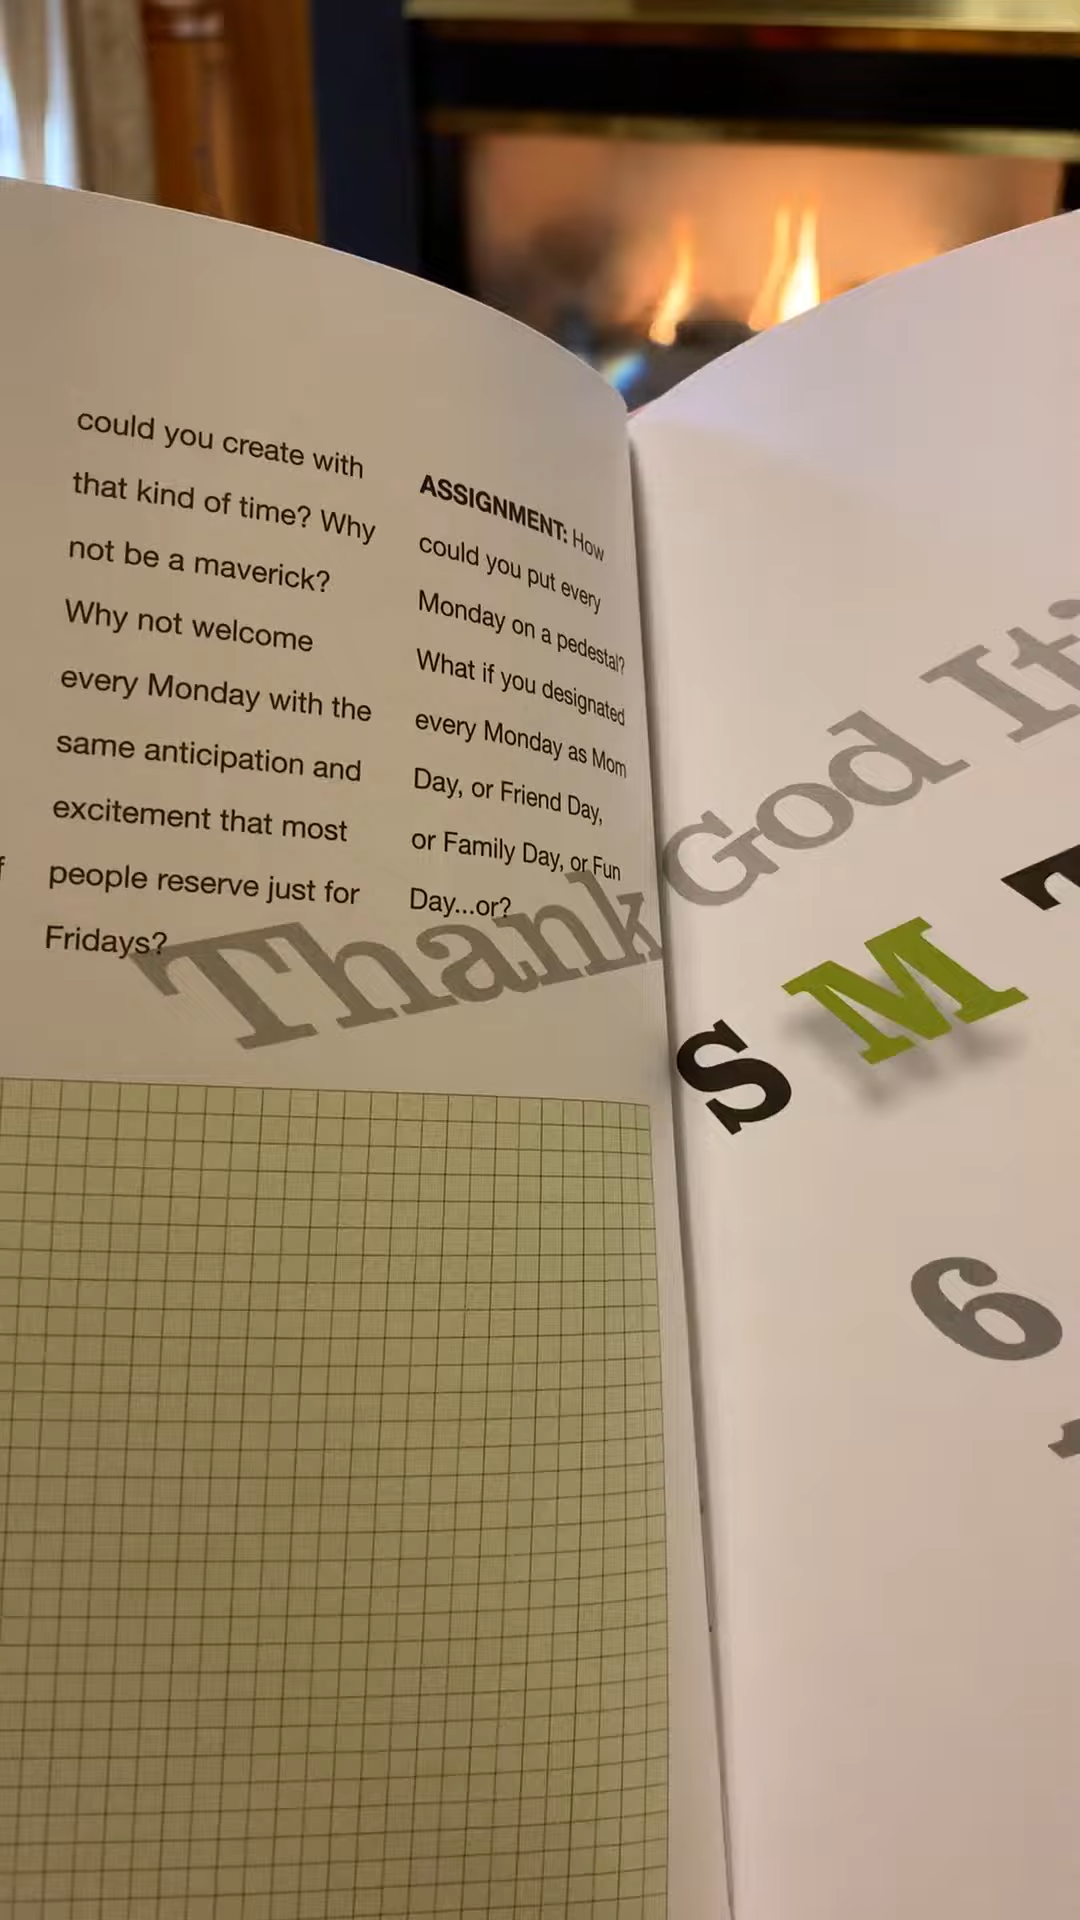 could you create with
that kind of time? Why
not be a maverick?
Why not welcome
every Monday with the
same anticipation and
excitement that most
people reserve just for
Fridays?
ASSIGNMENT: How
could you put every
Monday on a pedestal?
What if you designated
every Monday as Mom
Day, or Friend Day,
or Family Day, or Fun
Day...or?
Thank God It
S M
6